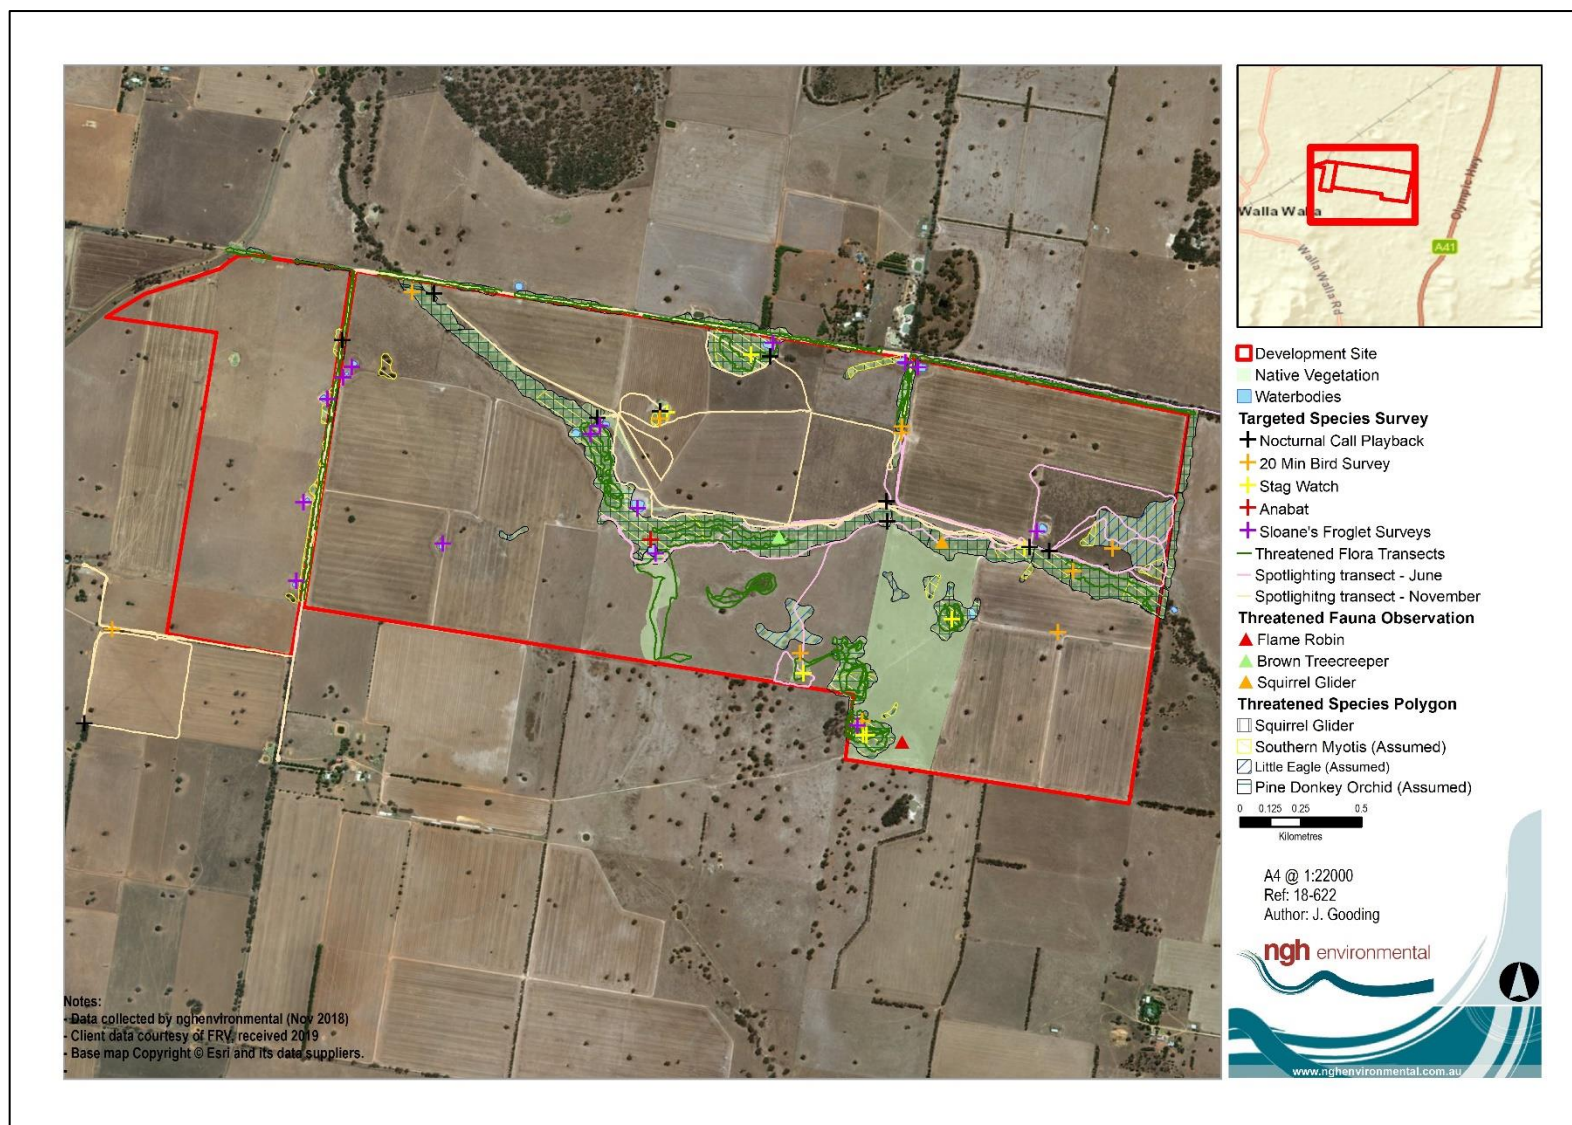 Walla Walla
Olympic Hwy
A41
Walla Walla Rd
Development Site
Native Vegetation
Waterbodies
Targeted Species Survey
Nocturnal Call Playback
20 Min Bird Survey
Stag Watch
Anabat
Sloane's Froglet Surveys
Threatened Flora Transects
Spotlighting transect - June
Spotlighitng transect - November
Threatened Fauna Observation
Flame Robin
Brown Treecreeper
Squirrel Glider
Threatened Species Polygon
Squirrel Glider
Southern Myotis (Assumed)
Little Eagle (Assumed)
Pine Donkey Orchid (Assumed)
0 0.125 0.25 0.5
Kilometres
A4 @ 1:22000
Ref: 18-622
Author: J. Gooding
ngh environmental
www.nghenvironmental.com.au
Notes:
- Data collected by nghenvironmental (Nov 2018)
- Client data courtesy of FRV, received 2019
- Base map Copyright © Esri and its data suppliers.
-